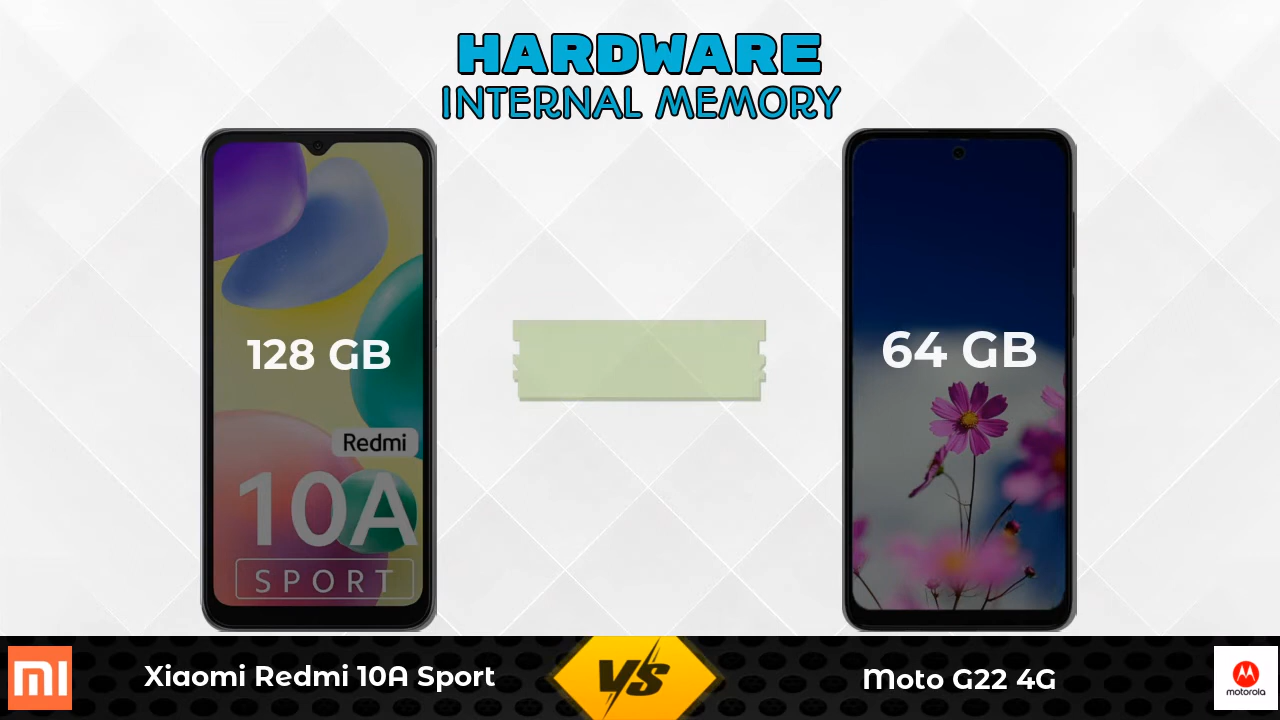 HARDWARE
INTERNAL MEMORY
128 GB
64 GB
Redmi
10A
SPORT
Xiaomi Redmi 10A Sport
VS
Moto G22 4G
motorola